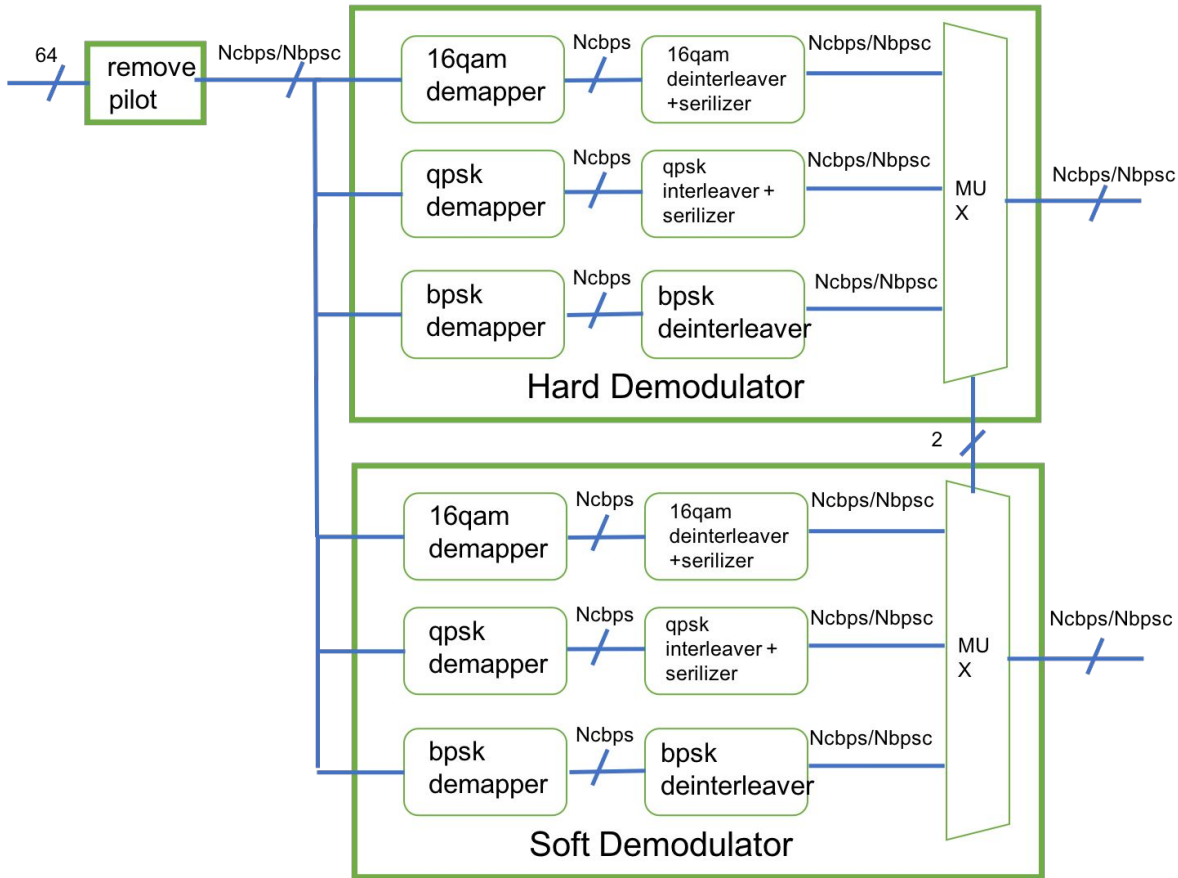 64
remove
pilot
Ncbps/Nbpsc
16qam
demapper
Ncbps
16qam
deinterleaver
+serilizer
Ncbps/Nbpsc
qpsk
demapper
Ncbps
qpsk
interleaver +
serilizer
Ncbps/Nbpsc
bpsk
demapper
Ncbps
bpsk
deinterleaver
Ncbps/Nbpsc
MU
X
Ncbps/Nbpsc
Hard Demodulator
2
16qam
demapper
Ncbps
16qam
deinterleaver
+serilizer
Ncbps/Nbpsc
qpsk
demapper
Ncbps
qpsk
interleaver +
serilizer
Ncbps/Nbpsc
bpsk
demapper
Ncbps
bpsk
deinterleaver
Ncbps/Nbpsc
MU
X
Ncbps/Nbpsc
Soft Demodulator